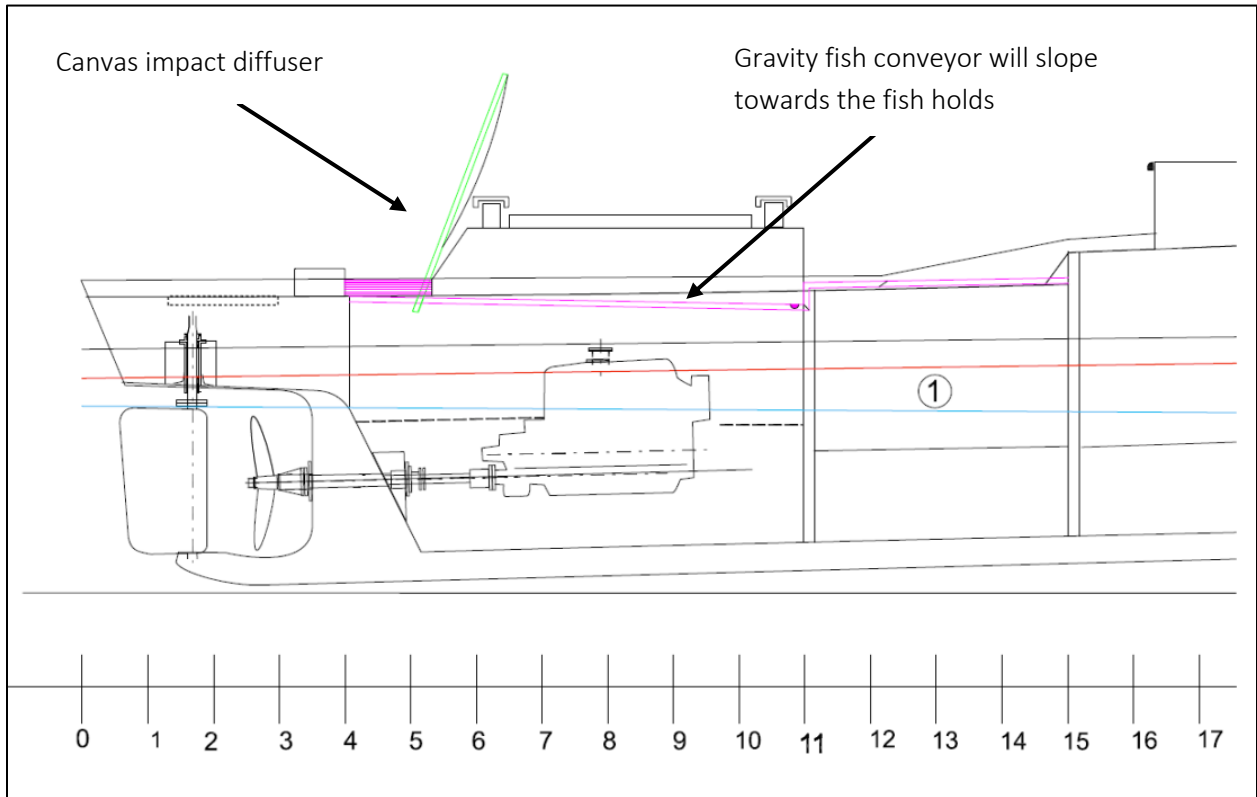 Canvas impact diffuser
Gravity fish conveyor will slope
towards the fish holds
1
0 1 2 3 4 5 6 7 8 9 10 11 12 13 14 15 16 17